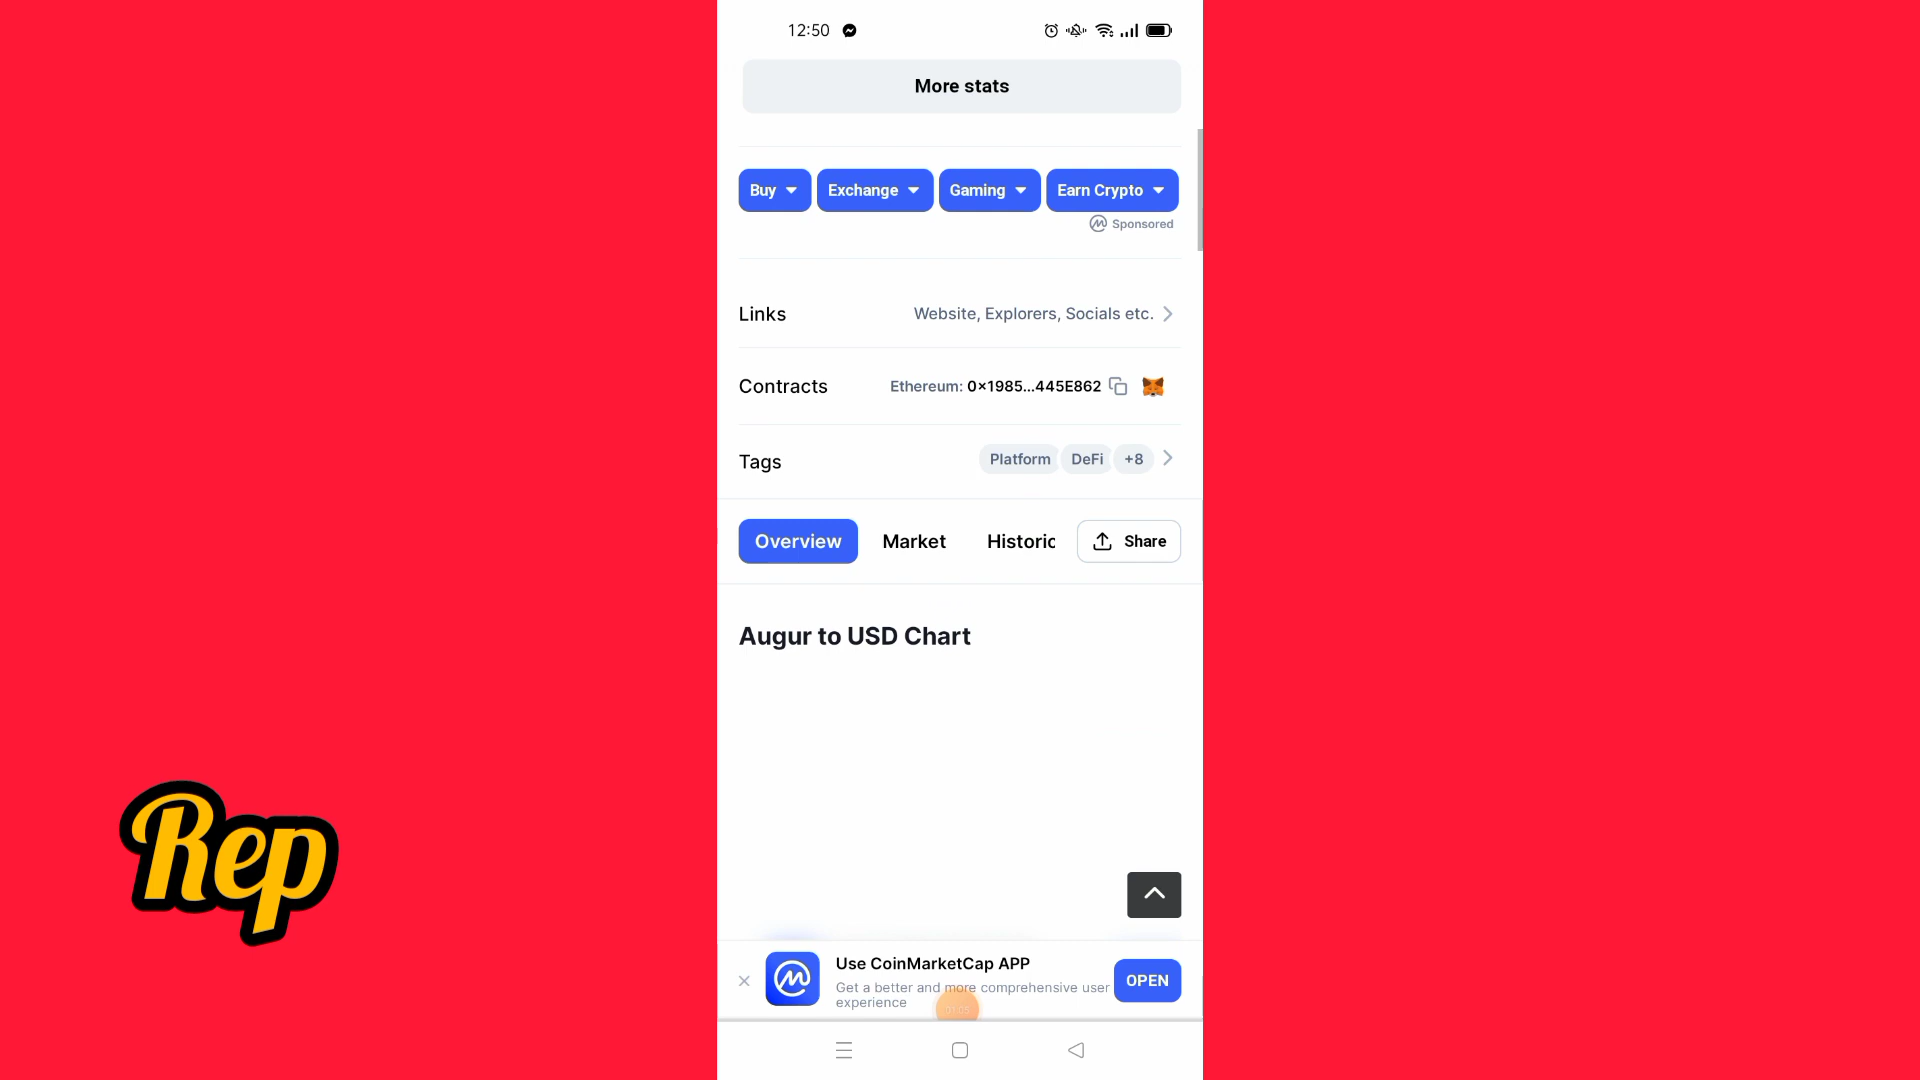 12:50
More stats
Buy
Exchange
Gaming
Earn Crypto
Sponsored
Links
Website, Explorers, Socials etc.
Contracts
Ethereum: 0x1985...445E862
Tags
Platform
DeFi
+8
Overview
Market
Historic
Share
Augur to USD Chart
Rep
Use CoinMarketCap APP
Get a better and more comprehensive user
experience
OPEN
01:05